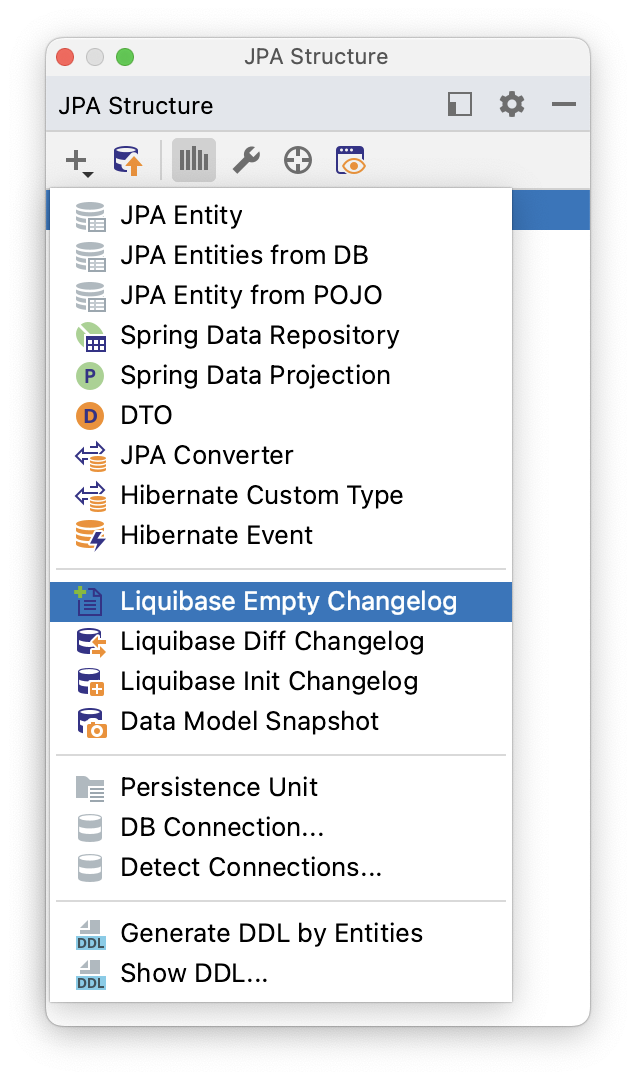 JPA Structure
JPA Structure
JPA Entity
JPA Entities from DB
JPA Entity from POJO
Spring Data Repository
P Spring Data Projection
D DTO
JPA Converter
Hibernate Custom Type
Hibernate Event
Liquibase Empty Changelog
Liquibase Diff Changelog
Liquibase Init Changelog
Data Model Snapshot
Persistence Unit
DB Connection...
Detect Connections...
DDL Generate DDL by Entities
DDL Show DDL...